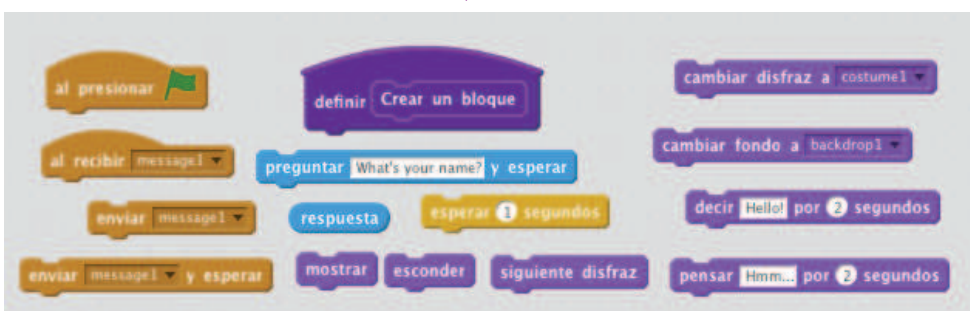 al presionar
al recibir message1
enviar message1
enviar message1 y esperar
definir Crear un bloque
preguntar What's your name? y esperar
respuesta
esperar 1 segundos
mostrar
esconder
siguiente disfraz
cambiar disfraz a costume1
cambiar fondo a backdrop1
decir Hello! por 2 segundos
pensar Hmm... por 2 segundos